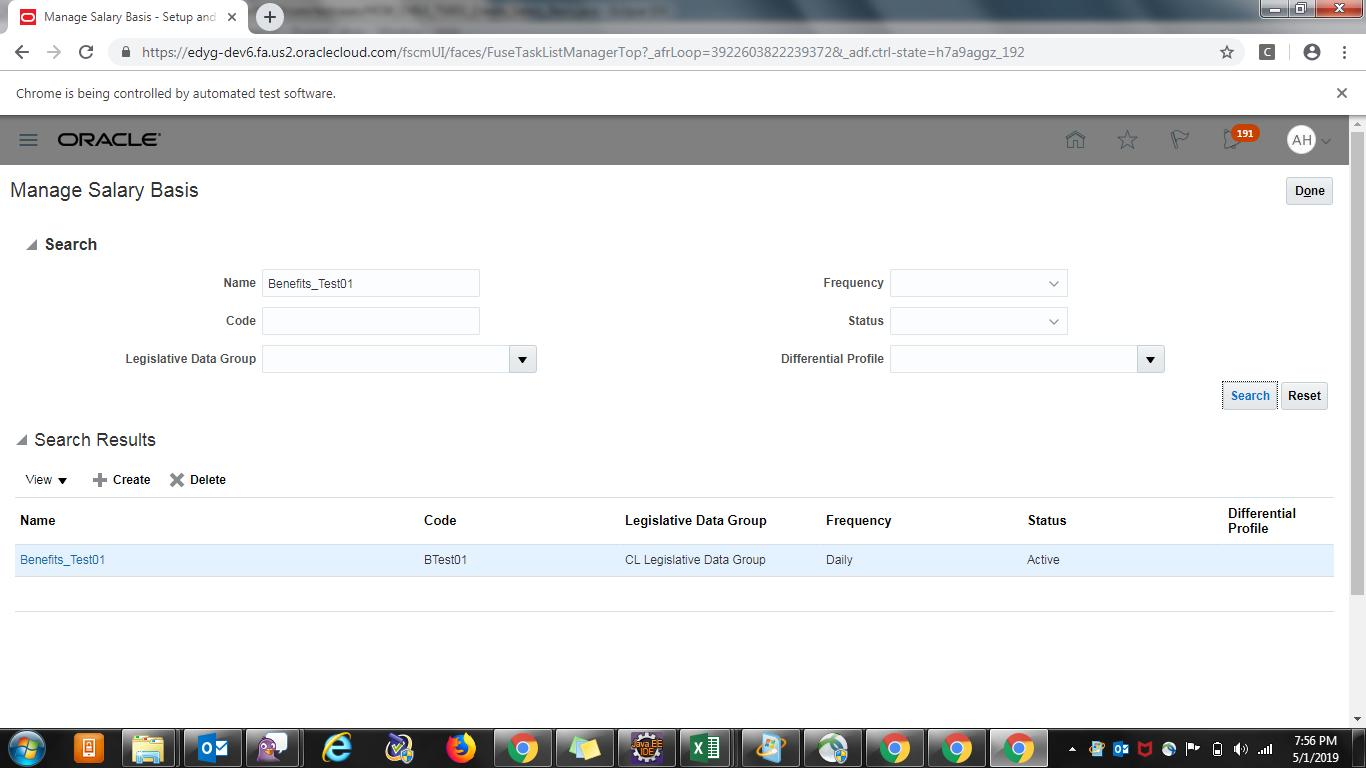 Manage Salary Basis - Setup and
https://edyg-dev6.fa.us2.oraclecloud.com/fscmUI/faces/FuseTaskListManagerTop?_afrLoop=3922603822239372&_adf.ctrl-state=h7a9aggz_192
C
Chrome is being controlled by automated test software.
ORACLE
191
AH
Manage Salary Basis
Done
Search
Name Benefits_Test01 Frequency
Code Status
Legislative Data Group Differential Profile
Search Reset
Search Results
View Create Delete
Name Code Legislative Data Group Frequency Status Differential Profile
Benefits_Test01 BTest01 CL Legislative Data Group Daily Active
Java EE
IDE
7:56 PM
5/1/2019